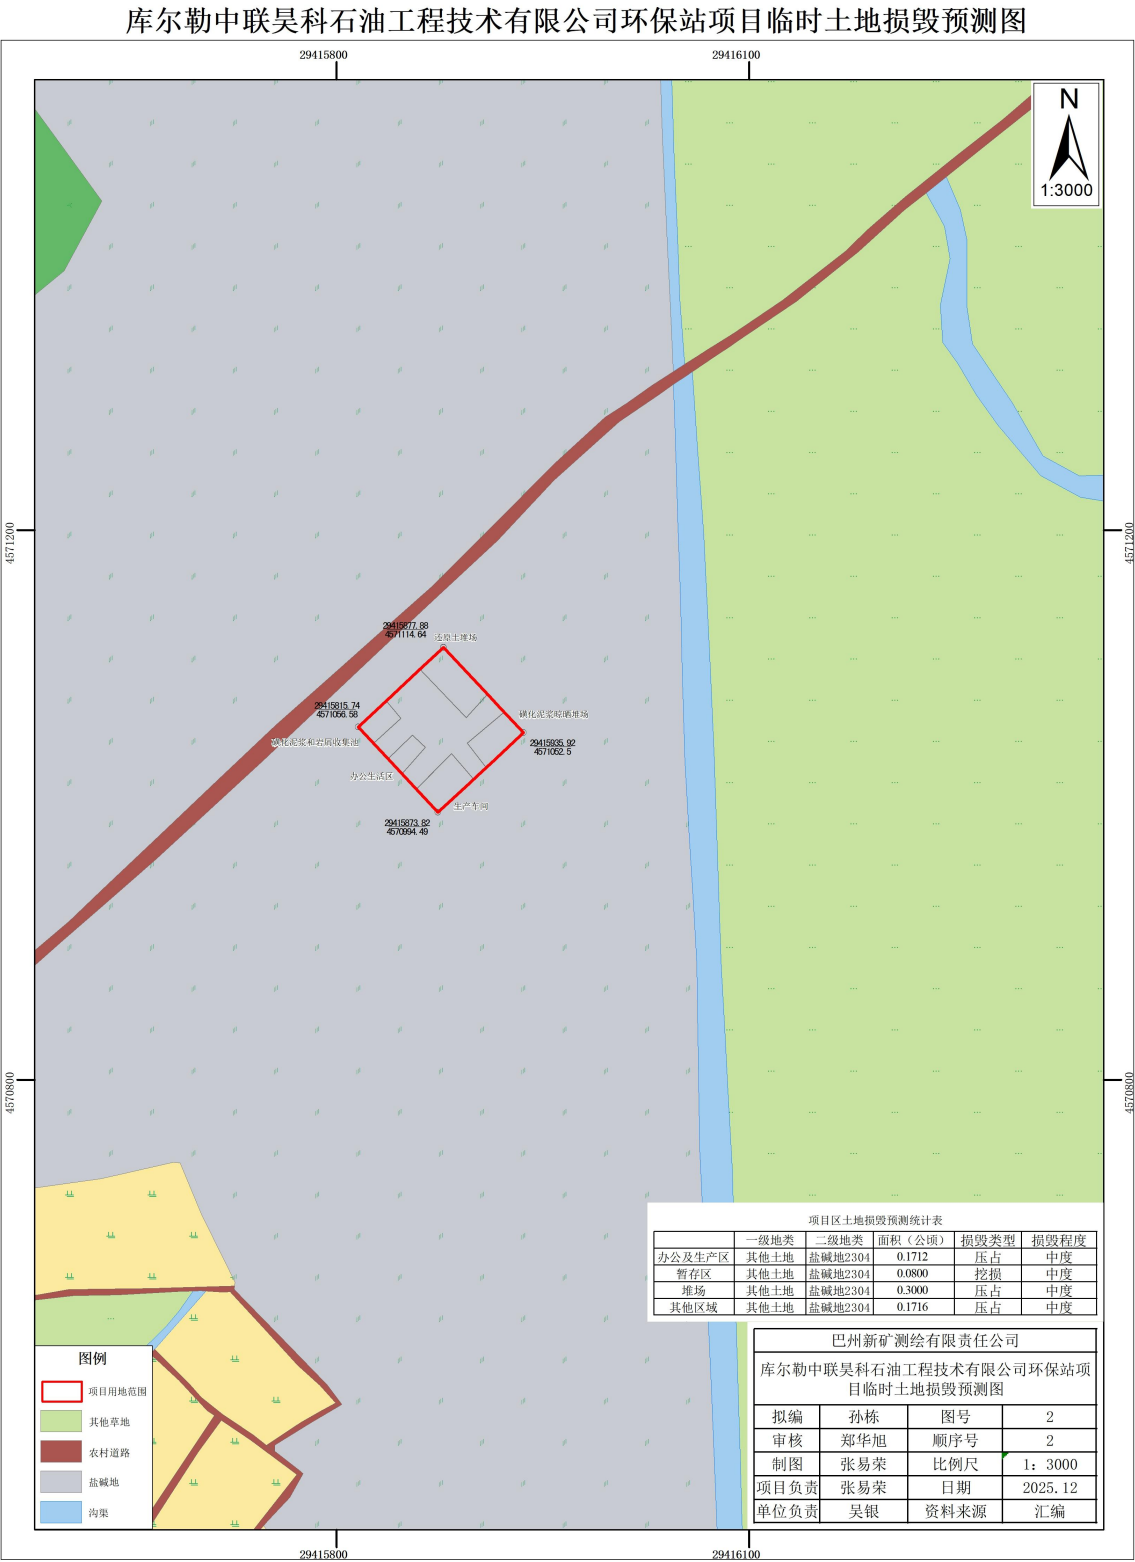 库尔勒中联昊科石油工程技术有限公司环保站项目临时土地损毁预测图
29415800
29416100
N
1:3000
4571200
4571200
29415877.88
4571114.64
还原土堆场
29415815.74
4571056.58
磺化泥浆晾晒堆场
29415935.92
4571052.5
磺化泥浆和岩屑收集池
办公生活区
生产车间
29415873.82
4570994.49
4570800
4570800
项目区土地损毁预测统计表
一级地类 二级地类 面积（公顷） 损毁类型 损毁程度
办公及生产区 其他土地 盐碱地2304 0.1712 压占 中度
暂存区 其他土地 盐碱地2304 0.0800 挖损 中度
堆场 其他土地 盐碱地2304 0.3000 压占 中度
其他区域 其他土地 盐碱地2304 0.1716 压占 中度
图例
项目用地范围
其他草地
农村道路
盐碱地
沟渠
巴州新矿测绘有限责任公司
库尔勒中联昊科石油工程技术有限公司环保站项
目临时土地损毁预测图
拟编 孙栋 图号 2
审核 郑华旭 顺序号 2
制图 张易荣 比例尺 1: 3000
项目负责 张易荣 日期 2025.12
单位负责 吴银 资料来源 汇编
29415800
29416100